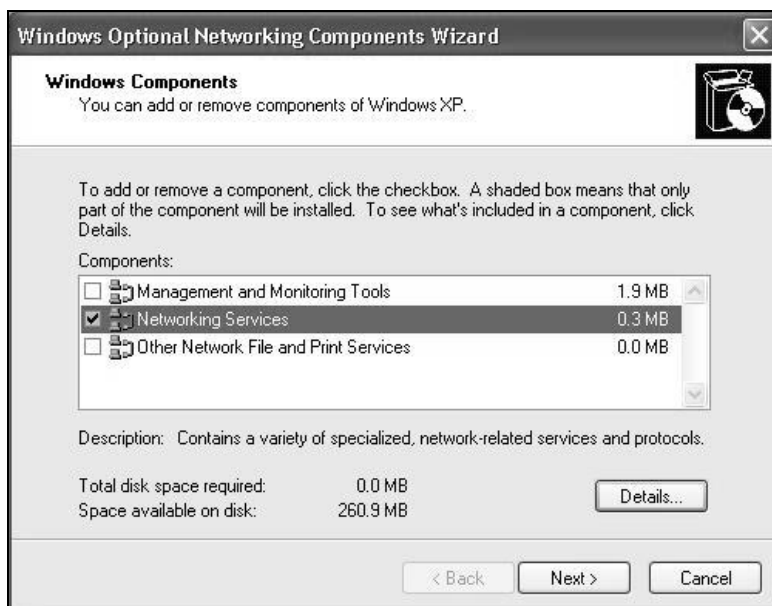 Windows Optional Networking Components Wizard
Windows Components
You can add or remove components of Windows XP.
To add or remove a component, click the checkbox. A shaded box means that only
part of the component will be installed. To see what's included in a component, click
Details.
Components:
Management and Monitoring Tools 1.9 MB
Networking Services 0.3 MB
Other Network File and Print Services 0.0 MB
Description: Contains a variety of specialized, network-related services and protocols.
Total disk space required: 0.0 MB
Space available on disk: 260.9 MB
Details...
< Back Next > Cancel